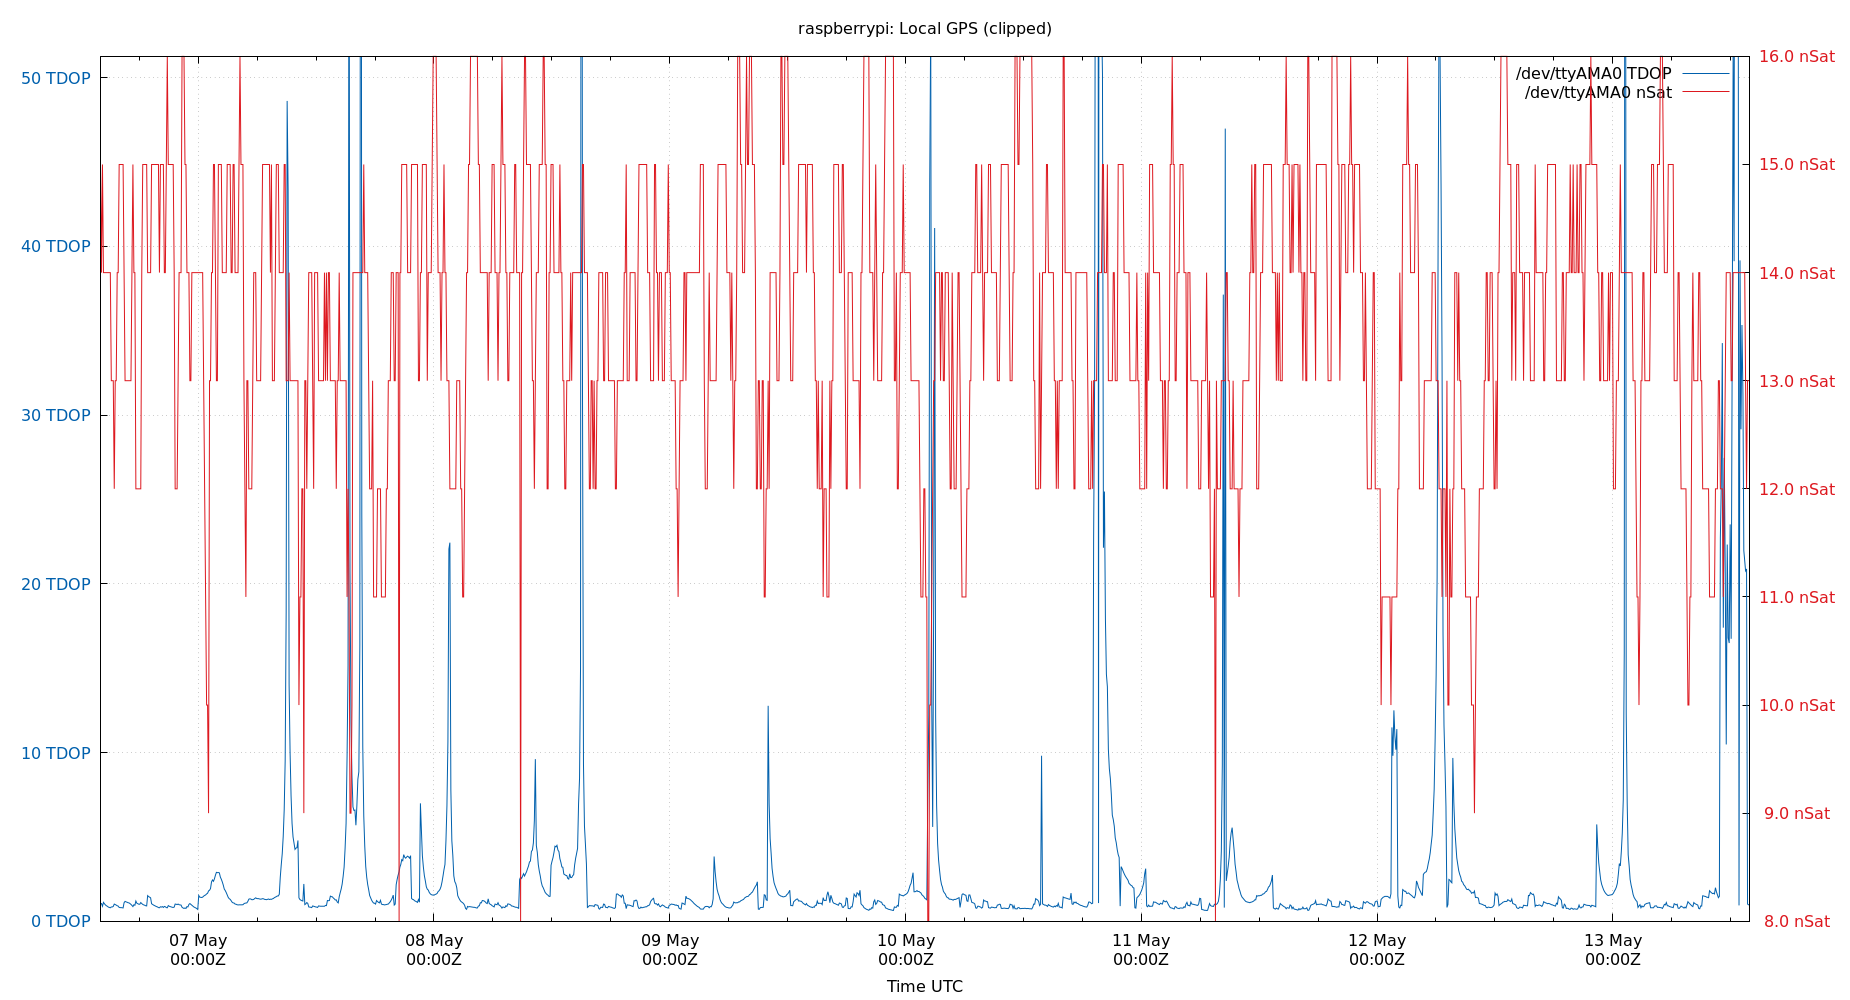 raspberrypi: Local GPS (clipped)
/dev/ttyAMA0 TDOP
/dev/ttyAMA0 nSat
50 TDOP
40 TDOP
30 TDOP
20 TDOP
10 TDOP
0 TDOP
16.0 nSat
15.0 nSat
14.0 nSat
13.0 nSat
12.0 nSat
11.0 nSat
10.0 nSat
9.0 nSat
8.0 nSat
07 May
00:00Z
08 May
00:00Z
09 May
00:00Z
10 May
00:00Z
11 May
00:00Z
12 May
00:00Z
13 May
00:00Z
Time UTC